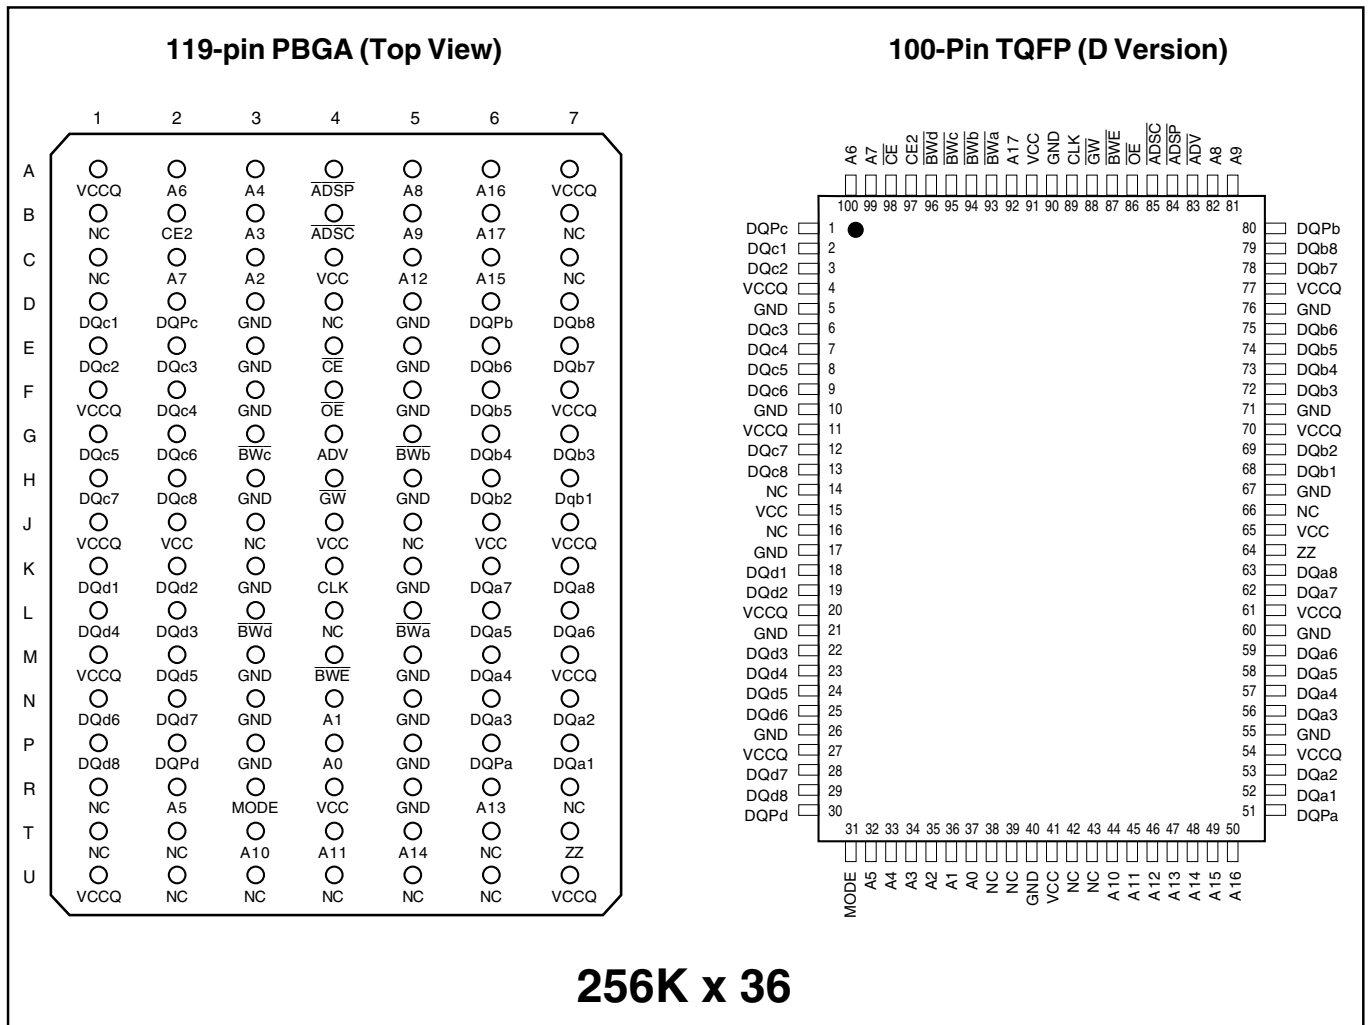 119-pin PBGA (Top View)
1 2 3 4 5 6 7
A
VCCQ A6 A4 ADSP A8 A16 VCCQ
B
NC CE2 A3 ADSC A9 A17 NC
C
NC A7 A2 VCC A12 A15 NC
D
DQc1 DQPc GND NC GND DQPb DQb8
E
DQc2 DQc3 GND CE GND DQb6 DQb7
F
VCCQ DQc4 GND OE GND DQb5 VCCQ
G
DQc5 DQc6 BWc ADV BWb DQb4 DQb3
H
DQc7 DQc8 GND GW GND DQb2 Dqb1
J
VCCQ VCC NC VCC NC VCC VCCQ
K
DQd1 DQd2 GND CLK GND DQa7 DQa8
L
DQd4 DQd3 BWd NC BWa DQa5 DQa6
M
VCCQ DQd5 GND BWE GND DQa4 VCCQ
N
DQd6 DQd7 GND A1 GND DQa3 DQa2
P
DQd8 DQPd GND A0 GND DQPa DQa1
R
NC A5 MODE VCC GND A13 NC
T
NC NC A10 A11 A14 NC ZZ
U
VCCQ NC NC NC NC NC VCCQ
100-Pin TQFP (D Version)
A6 A7 CE CE2 BWd BWc BWb BWa A17 VCC GND CLK GW BWE OE ADSC ADSP ADV A8 A9
100 99 98 97 96 95 94 93 92 91 90 89 88 87 86 85 84 83 82 81
DQPc 1 80 DQPb
DQc1 2 79 DQb8
DQc2 3 78 DQb7
VCCQ 4 77 VCCQ
GND 5 76 GND
DQc3 6 75 DQb6
DQc4 7 74 DQb5
DQc5 8 73 DQb4
DQc6 9 72 DQb3
GND 10 71 GND
VCCQ 11 70 VCCQ
DQc7 12 69 DQb2
DQc8 13 68 DQb1
NC 14 67 GND
VCC 15 66 NC
NC 16 65 VCC
GND 17 64 ZZ
DQd1 18 63 DQa8
DQd2 19 62 DQa7
VCCQ 20 61 VCCQ
GND 21 60 GND
DQd3 22 59 DQa6
DQd4 23 58 DQa5
DQd5 24 57 DQa4
DQd6 25 56 DQa3
GND 26 55 GND
VCCQ 27 54 VCCQ
DQd7 28 53 DQa2
DQd8 29 52 DQa1
DQPd 30 51 DQPa
31 32 33 34 35 36 37 38 39 40 41 42 43 44 45 46 47 48 49 50
MODE A5 A4 A3 A2 A1 A0 NC NC GND VCC NC NC A10 A11 A12 A13 A14 A15 A16
256K x 36